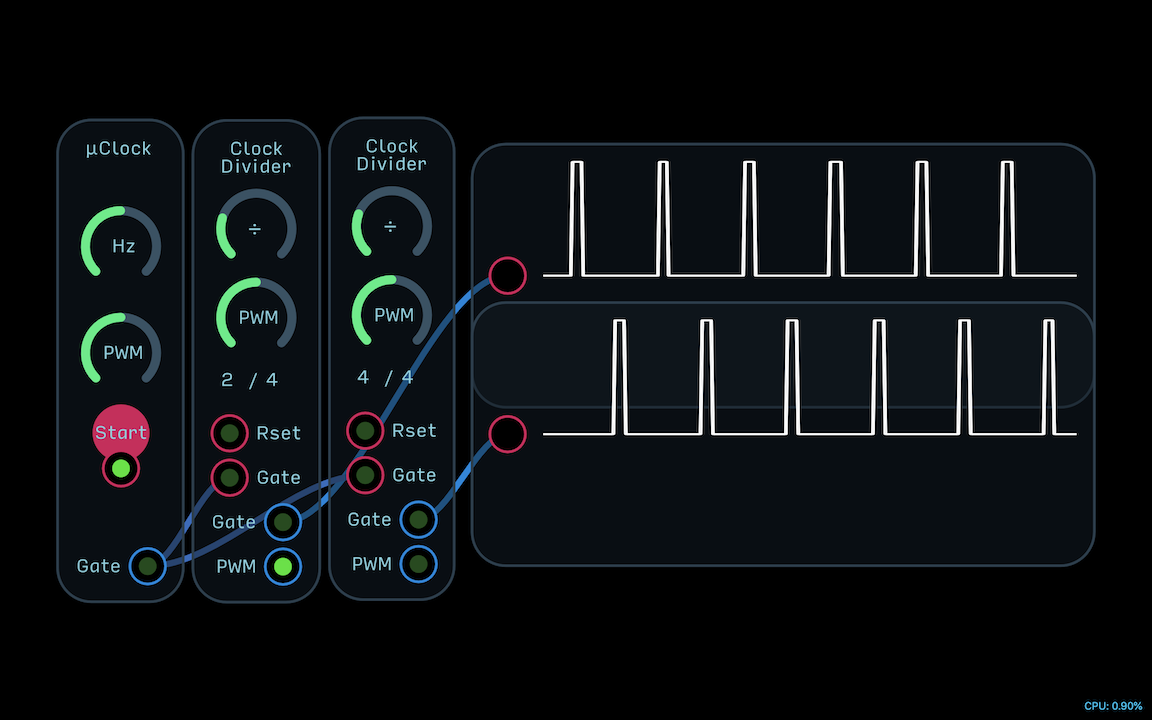 µClock
Hz
PWM
Start
Gate
Clock
Divider
÷
PWM
2 / 4
Rset
Gate
Gate
PWM
Clock
Divider
÷
PWM
4 / 4
Rset
Gate
Gate
PWM
CPU: 0.90%